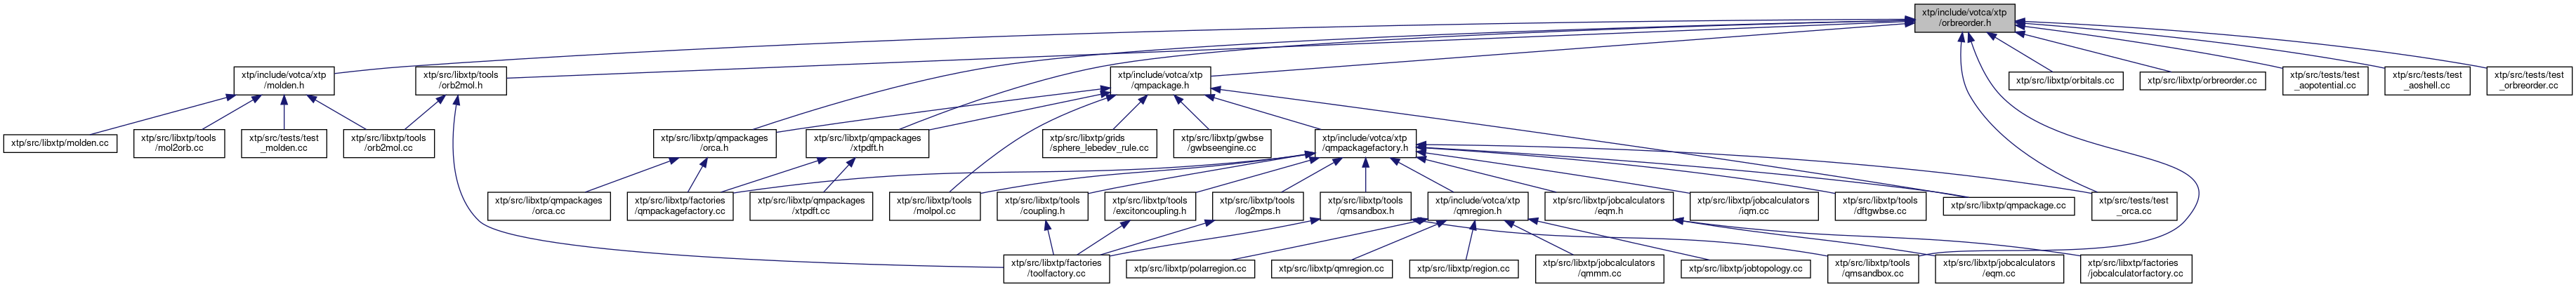 xtp/include/votca/xtp
/orbreorder.h
xtp/include/votca/xtp
/molden.h
xtp/src/libxtp/tools
/orb2mol.h
xtp/include/votca/xtp
/qmpackage.h
xtp/src/libxtp/orbitals.cc
xtp/src/libxtp/orbreorder.cc
xtp/src/tests/test
_aopotential.cc
xtp/src/tests/test
_aoshell.cc
xtp/src/tests/test
_orbreorder.cc
xtp/src/libxtp/molden.cc
xtp/src/libxtp/tools
/mol2orb.cc
xtp/src/tests/test
_molden.cc
xtp/src/libxtp/tools
/orb2mol.cc
xtp/src/libxtp/qmpackages
/orca.h
xtp/src/libxtp/qmpackages
/xtpdft.h
xtp/src/libxtp/grids
/sphere_lebedev_rule.cc
xtp/src/libxtp/gwbse
/gwbseengine.cc
xtp/include/votca/xtp
/qmpackagefactory.h
xtp/src/libxtp/qmpackages
/orca.cc
xtp/src/libxtp/factories
/qmpackagefactory.cc
xtp/src/libxtp/qmpackages
/xtpdft.cc
xtp/src/libxtp/tools
/molpol.cc
xtp/src/libxtp/tools
/coupling.h
xtp/src/libxtp/tools
/excitoncoupling.h
xtp/src/libxtp/tools
/log2mps.h
xtp/src/libxtp/tools
/qmsandbox.h
xtp/include/votca/xtp
/qmregion.h
xtp/src/libxtp/jobcalculators
/eqm.h
xtp/src/libxtp/jobcalculators
/iqm.cc
xtp/src/libxtp/tools
/dftgwbse.cc
xtp/src/libxtp/qmpackage.cc
xtp/src/tests/test
_orca.cc
xtp/src/libxtp/factories
/toolfactory.cc
xtp/src/libxtp/polarregion.cc
xtp/src/libxtp/qmregion.cc
xtp/src/libxtp/region.cc
xtp/src/libxtp/jobcalculators
/qmmm.cc
xtp/src/libxtp/jobtopology.cc
xtp/src/libxtp/tools
/qmsandbox.cc
xtp/src/libxtp/jobcalculators
/eqm.cc
xtp/src/libxtp/factories
/jobcalculatorfactory.cc